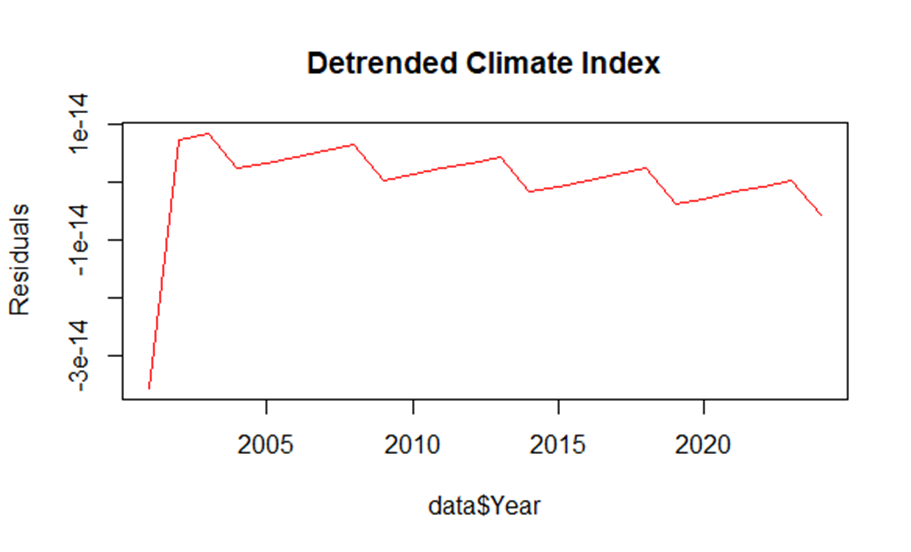 Detrended Climate Index
1e-14
-1e-14
-3e-14
Residuals
2005 2010 2015 2020
data$Year